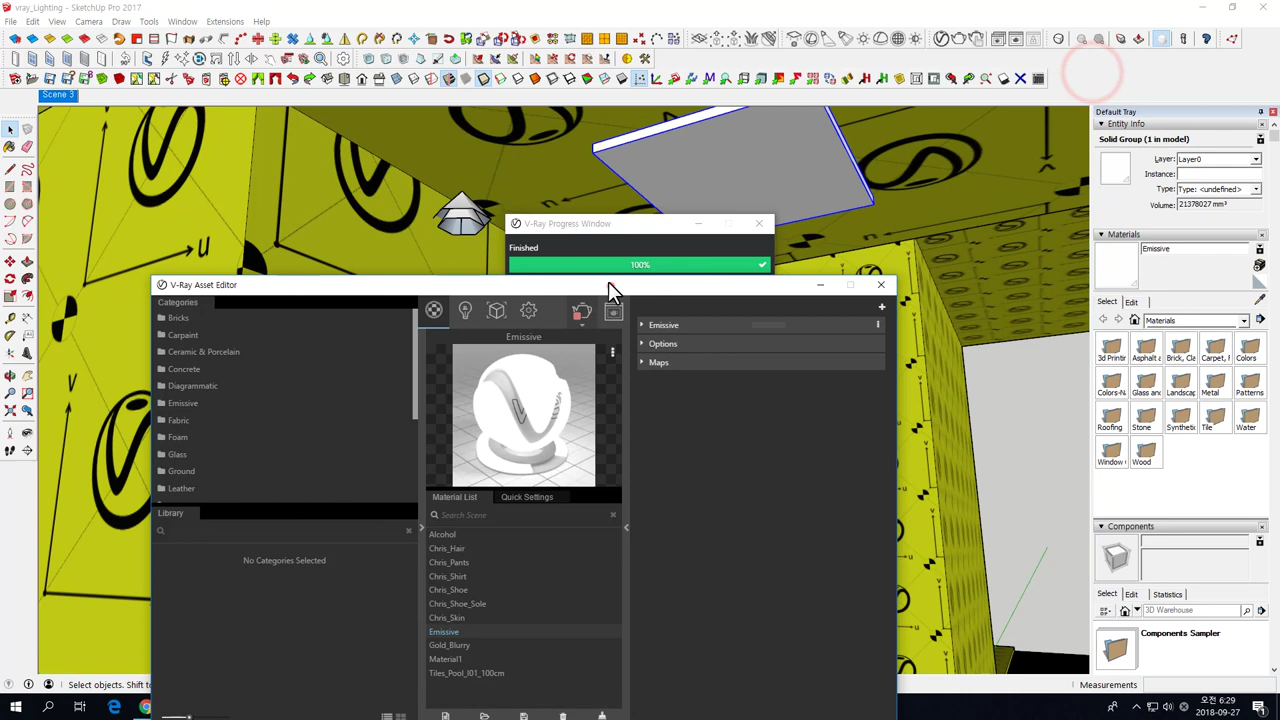 vray_Lighting - SketchUp Pro 2017
File Edit View Camera Draw Tools Window Extensions Help
Scene 3
Default Tray
Entity Info
Solid Group (1 in model)
Layer: Layer0
Instance:
Type: Type: <undefined>
Volume: 21378027 mm³
Materials
Emissive
Select Edit
Materials
3d Printir Asphalt a Brick, Cla Carpet, F Colors
Colors-N Glass anc Landscap Metal Patterns
Roofing Stone Synthetic Tile Water
Window ( Wood
Components
Select Edit Statistics
3D Warehouse
Components Sampler
V-Ray Progress Window
Finished
100%
V-Ray Asset Editor
Categories
Bricks
Carpaint
Ceramic & Porcelain
Concrete
Diagrammatic
Emissive
Fabric
Foam
Glass
Ground
Leather
Library
No Categories Selected
Emissive
Material List Quick Settings
Search Scene
Alcohol
Chris_Hair
Chris_Pants
Chris_Shirt
Chris_Shoe
Chris_Shoe_Sole
Chris_Skin
Emissive
Gold_Blurry
Material1
Tiles_Pool_I01_100cm
Emissive
Options
Maps
u
v
Select objects. Shift to
Measurements
오전 6:29
2018-09-27